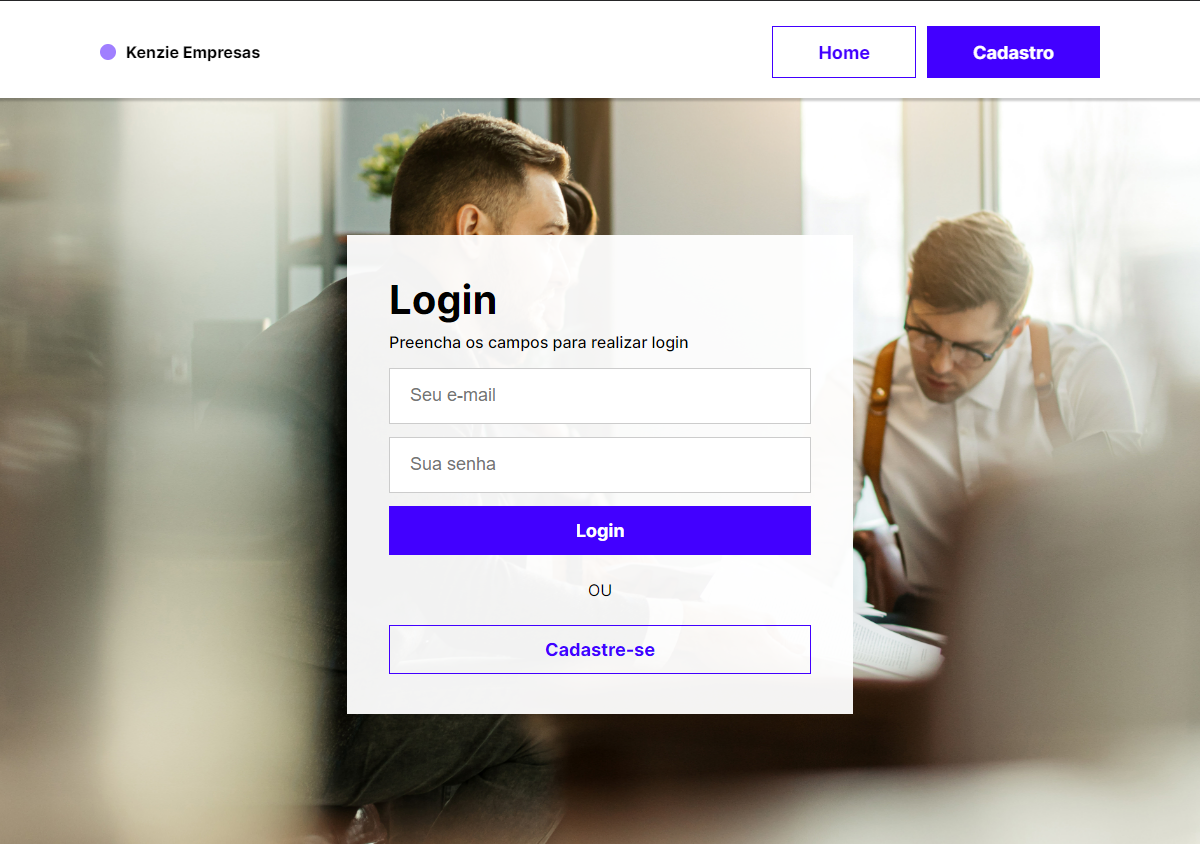 Kenzie Empresas
Home
Cadastro
Login
Preencha os campos para realizar login
Seu e-mail
Sua senha
Login
OU
Cadastre-se